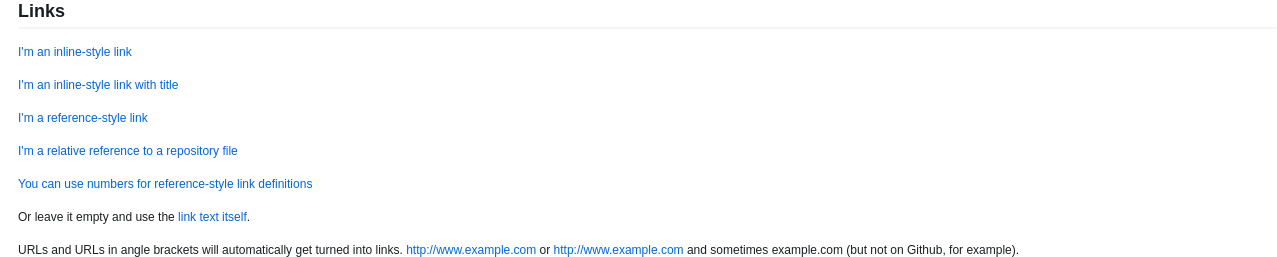 Links
I'm an inline-style link
I'm an inline-style link with title
I'm a reference-style link
I'm a relative reference to a repository file
You can use numbers for reference-style link definitions
Or leave it empty and use the link text itself.
URLs and URLs in angle brackets will automatically get turned into links. http://www.example.com or http://www.example.com and sometimes example.com (but not on Github, for example).